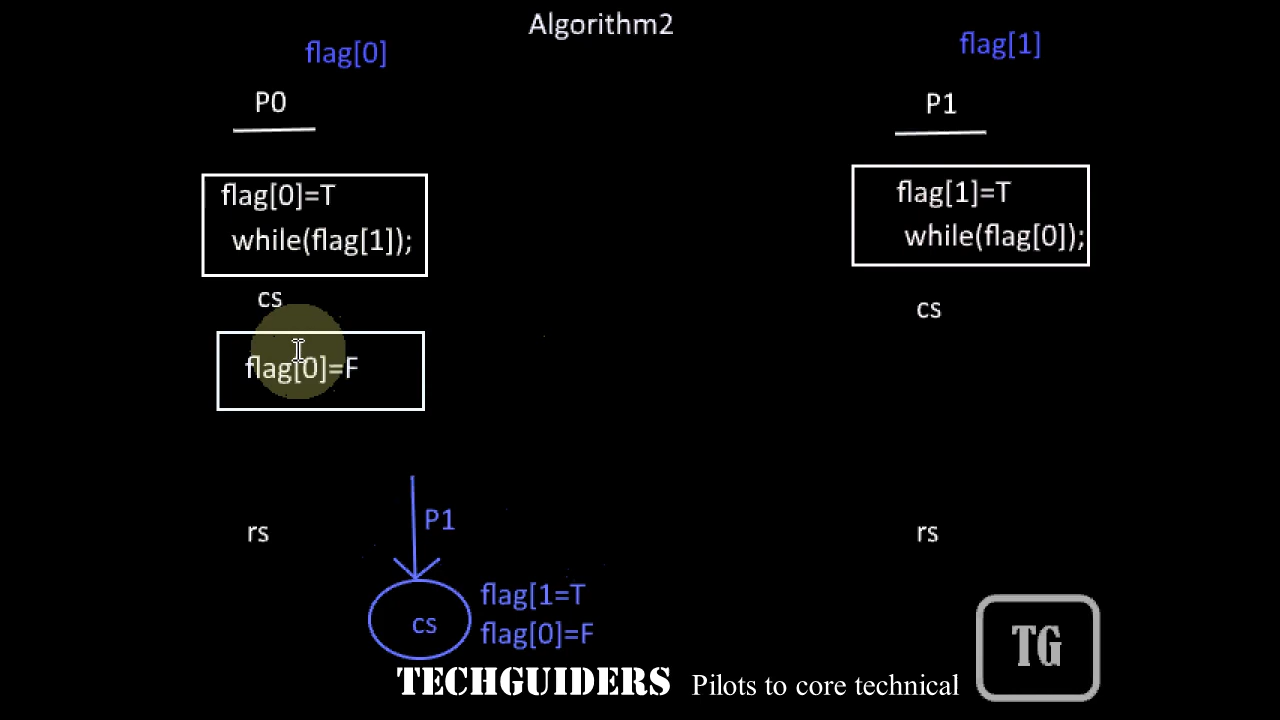 Algorithm2
flag[0]
flag[1]
P0
P1
flag[0]=T
while(flag[1]);
flag[1]=T
while(flag[0]);
cs
cs
flag[0]=F
P1
rs
rs
cs
flag[1=T
flag[0]=F
TG
TECHGUIDERS Pilots to core technical